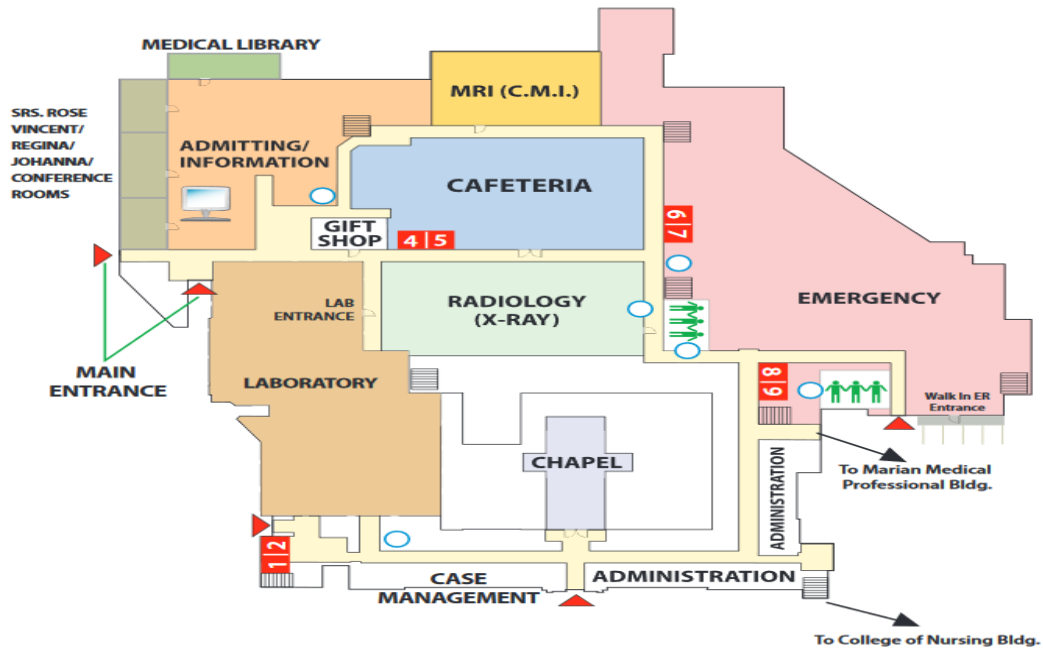 MEDICAL LIBRARY
MRI (C.M.I.)
SRS. ROSE
VINCENT/
REGINA/
JOHANNA/
CONFERENCE
ROOMS
ADMITTING/
INFORMATION
CAFETERIA
GIFT
SHOP
4|5
6|7
LAB
ENTRANCE
RADIOLOGY
(X-RAY)
EMERGENCY
MAIN
ENTRANCE
LABORATORY
9|8
Walk In ER
Entrance
CHAPEL
To Marian Medical
Professional Bldg.
ADMINISTRATION
1|2
CASE
MANAGEMENT
ADMINISTRATION
To College of Nursing Bldg.